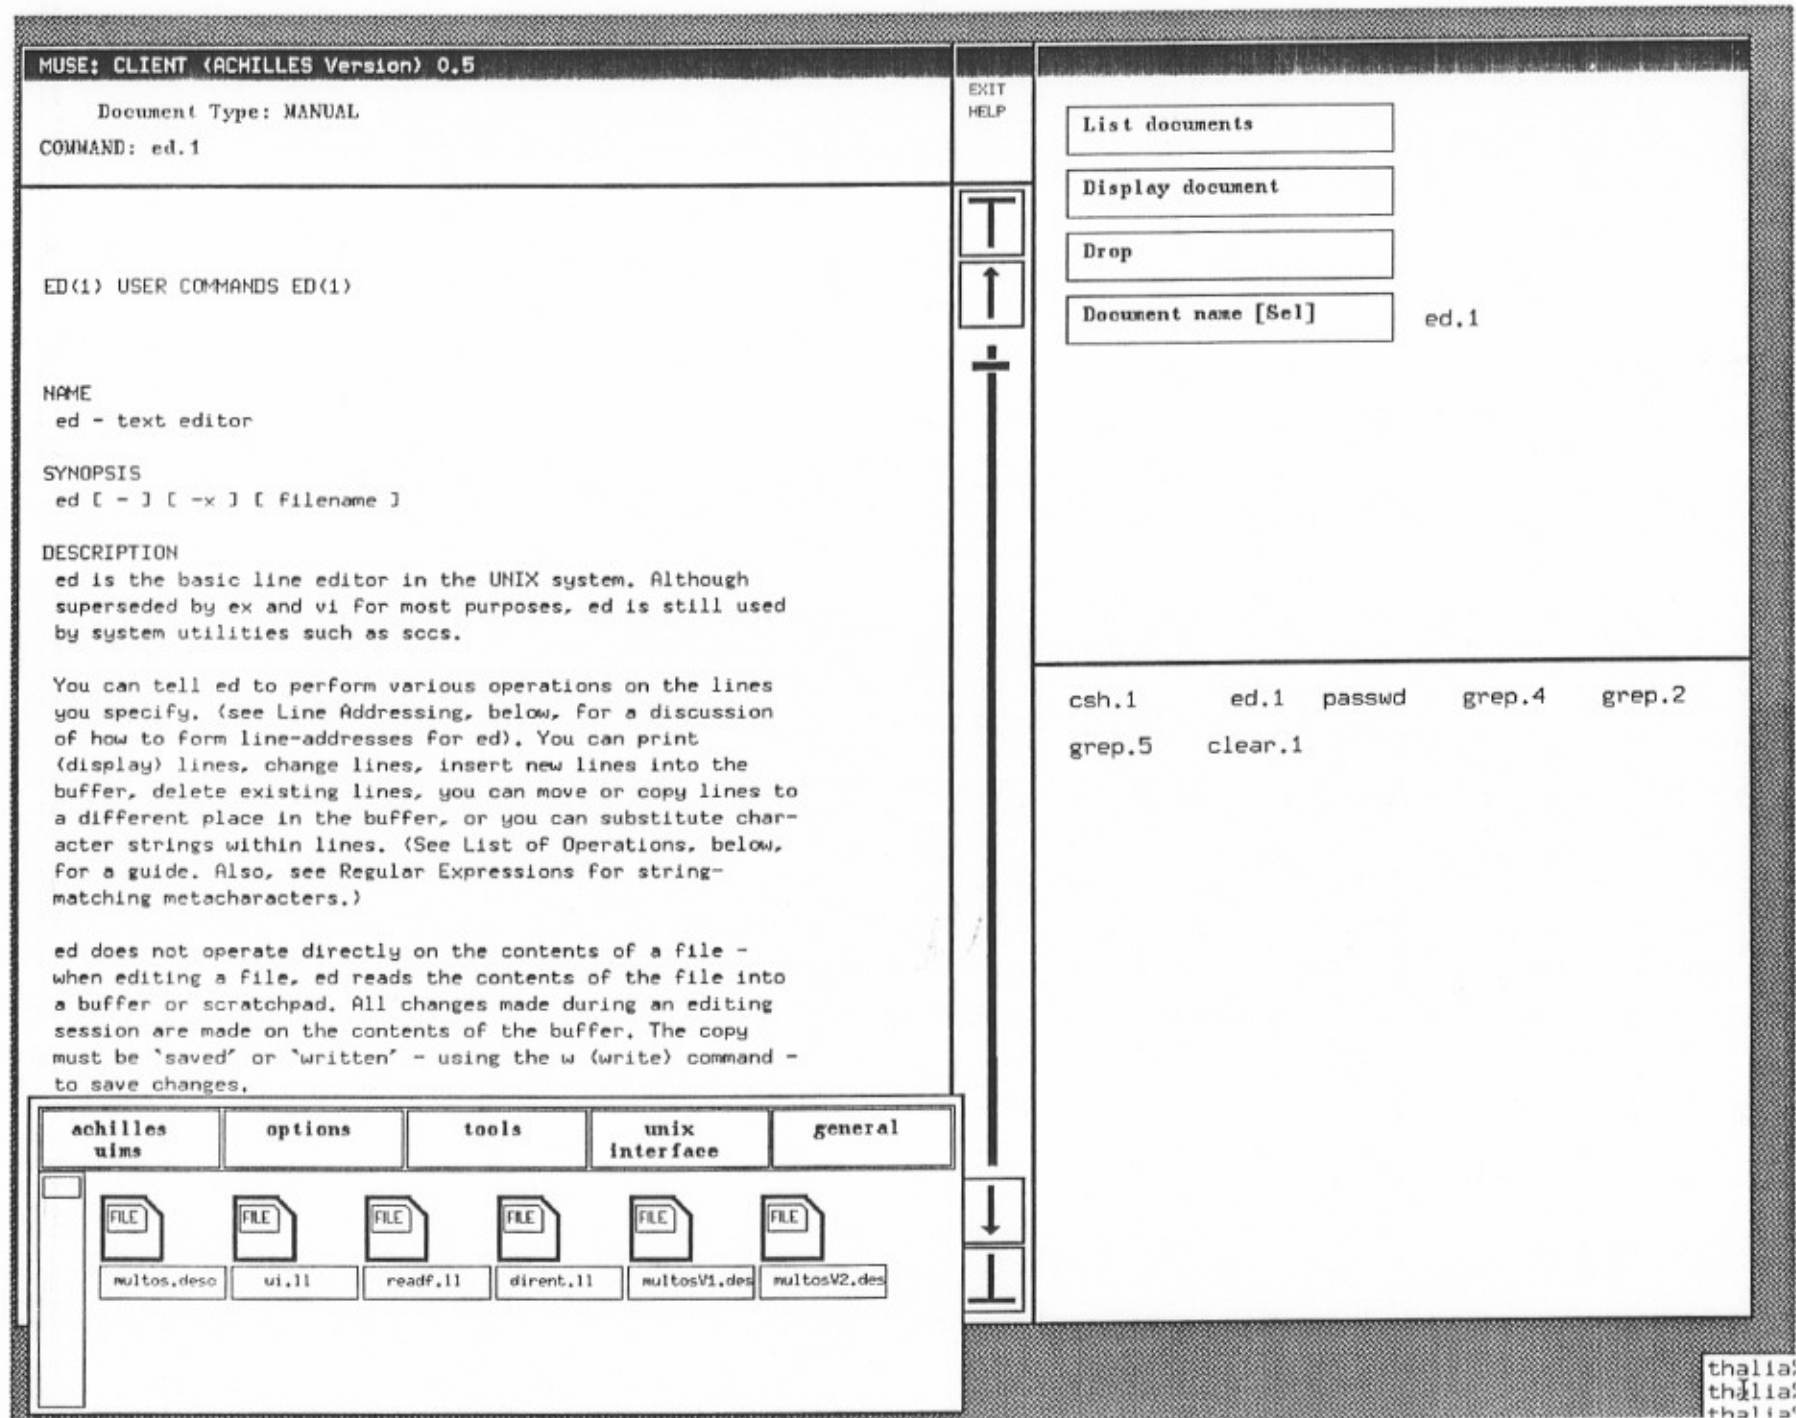 MUSE: CLIENT (ACHILLES Version) 0.5
Document Type: MANUAL
COMMAND: ed.1
EXIT
HELP
ED(1) USER COMMANDS ED(1)
NAME
ed - text editor
SYNOPSIS
ed [ - ] [ -x ] [ filename ]
DESCRIPTION
ed is the basic line editor in the UNIX system. Although
superseded by ex and vi for most purposes, ed is still used
by system utilities such as sccs.
You can tell ed to perform various operations on the lines
you specify. (see Line Addressing, below, for a discussion
of how to form line-addresses for ed). You can print
(display) lines, change lines, insert new lines into the
buffer, delete existing lines, you can move or copy lines to
a different place in the buffer, or you can substitute char-
acter strings within lines. (See List of Operations, below,
for a guide. Also, see Regular Expressions for string-
matching metacharacters.)
ed does not operate directly on the contents of a file -
when editing a file, ed reads the contents of the file into
a buffer or scratchpad. All changes made during an editing
session are made on the contents of the buffer. The copy
must be `saved' or `written' - using the w (write) command -
to save changes.
List documents
Display document
Drop
Document name [Sel] ed.1
csh.1 ed.1 passwd grep.4 grep.2
grep.5 clear.1
achilles uims
options
tools
unix interface
general
FILE FILE FILE FILE FILE FILE
multos.desc ui.ll readf.ll dirent.ll multosV1.des multosV2.des
thalia%
thalia%
thalia%